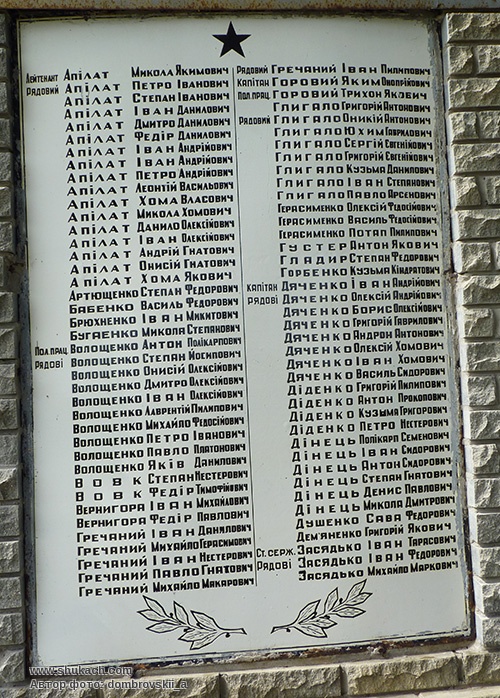 Лейтенант Апілат Микола Якимович
Рядовий Апілат Петро Іванович
Апілат Степан Іванович
Апілат Іван Данилович
Апілат Дмитро Данилович
Апілат Федір Данилович
Апілат Іван Андрійович
Апілат Іван Андрійович
Апілат Петро Андрійович
Апілат Леонтій Васильович
Апілат Хома Власович
Апілат Микола Хомович
Апілат Данило Олексійович
Апілат Іван Олексійович
Апілат Андрій Гнатович
Апілат Онисій Гнатович
Апілат Хома Якович
Артющенко Степан Федорович
Бабенко Василь Федорович
Брюхненко Іван Микитович
Бугаенко Микола Степанович
Пол.прац. Волощенко Антон Полікарпович
Рядові Волощенко Степан Йосипович
Волощенко Онисій Олексійович
Волощенко Дмитро Олексійович
Волощенко Іван Олексійович
Волощенко Лаврентій Пилипович
Волощенко Михайло Федосійович
Волощенко Петро Іванович
Волощенко Павло Платонович
Волощенко Яків Данилович
Вовк Степан Нестерович
Вовк Федір Тимофійович
Вернигора Іван Михайлович
Вернигора Федір Павлович
Гречаний Іван Данилович
Гречаний Михайло Герасимович
Гречаний Іван Нестерович
Гречаний Павло Гнатович
Гречаний Михайло Макарович
Рядовий Гречаний Іван Пилипович
Капітан Горовий Яким Онопрійович
Пол.прац. Горовий Трихон Якович
Глигало Григорій Антонович
Рядовий Глигало Оникій Антонович
Глигало Юхим Гаврилович
Глигало Сергій Євгенійович
Глигало Григорій Євгенійович
Глигало Кузьма Данилович
Глигало Іван Степанович
Глигало Павло Арсенович
Герасименко Олексій Федосійович
Герасименко Василь Федосійович
Герасименко Потап Пилипович
Густер Антон Якович
Гладир Степан Федорович
Горбенко Кузьма Кіндратович
Капітан Дяченко Іван Андрійович
Рядові Дяченко Олексій Андрійович
Дяченко Борис Олексійович
Дяченко Григорій Гаврилович
Дяченко Андрон Антонович
Дяченко Олексій Хомович
Дяченко Іван Хомович
Дяченко Василь Сидорович
Діденко Григорій Пилипович
Діденко Антон Прокопович
Діденко Кузьма Григорович
Діденко Петро Нестерович
Дінець Полікарп Семенович
Дінець Іван Сидорович
Дінець Антон Сидорович
Дінець Степан Гнатович
Дінець Денис Павлович
Дінець Микола Дмитрович
Душенко Сава Федорович
Дем'яненко Григорій Якович
Ст.серж. Засядько Іван Тарасович
Рядові Засядько Іван Федорович
Засядько Михайло Маркович
www.shukach.com
Автор фото: dombrovskii_a